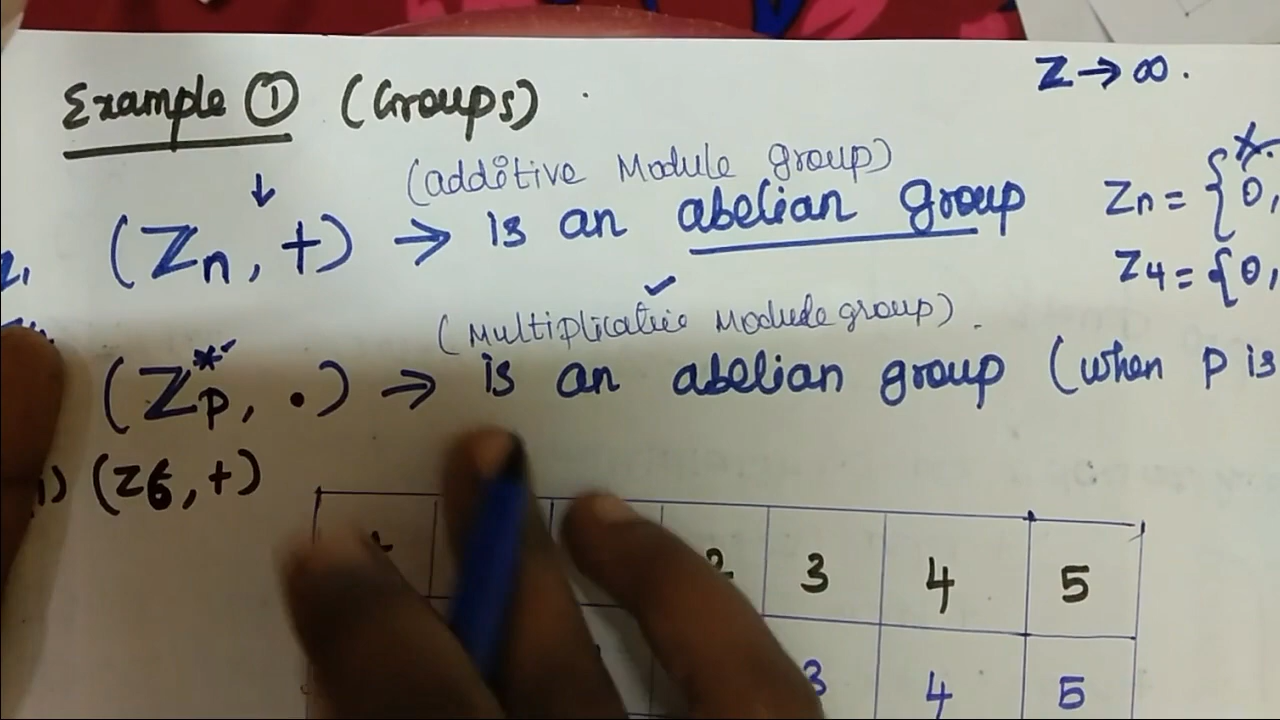 Example ① (Groups)
Z → ∞.
(additive Module group)
(Zn, +) → is an abelian group
Zn = { 0,
Z4 = {0,
(Multiplicative Module group).
(Z*p, •) → is an abelian group (when P is
1) (Z6, +)
2 3 4 5
3 4 5